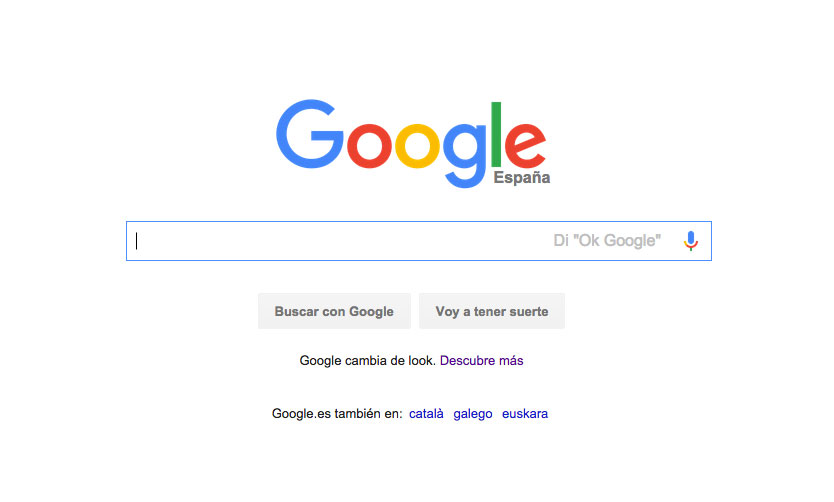 Google
España
Di "Ok Google"
Buscar con Google Voy a tener suerte
Google cambia de look. Descubre más
Google.es también en: català galego euskara